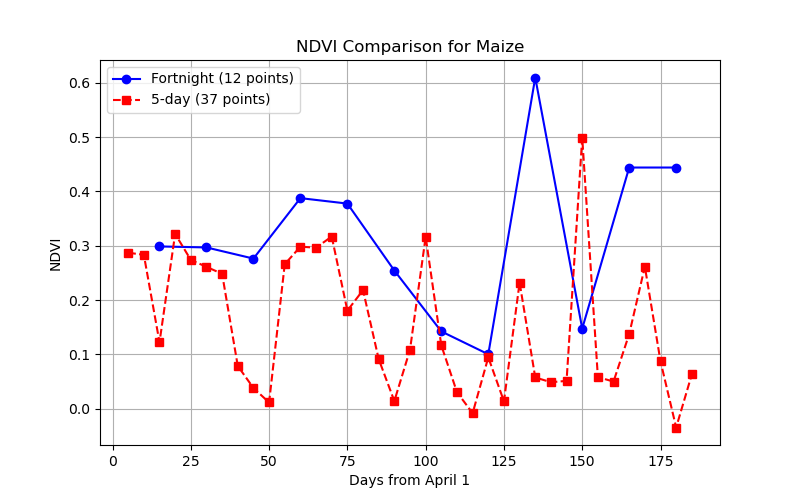 NDVI Comparison for Maize
Fortnight (12 points)
5-day (37 points)
NDVI
0.6
0.5
0.4
0.3
0.2
0.1
0.0
0 25 50 75 100 125 150 175
Days from April 1